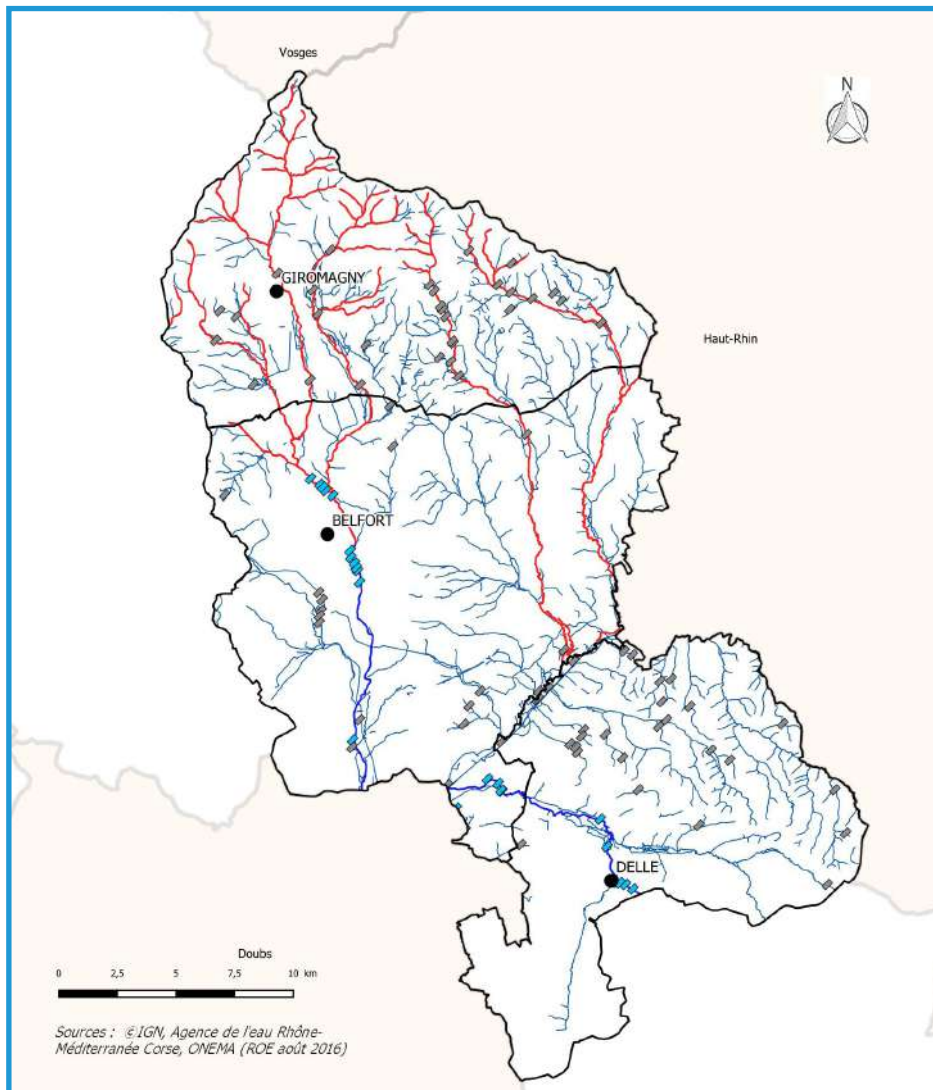 Vosges
N
GIROMAGNY
Haut-Rhin
BELFORT
DELLE
Doubs
0 2,5 5 7,5 10 km
Sources : ©IGN, Agence de l'eau Rhône-
Méditerranée Corse, ONEMA (ROE août 2016)